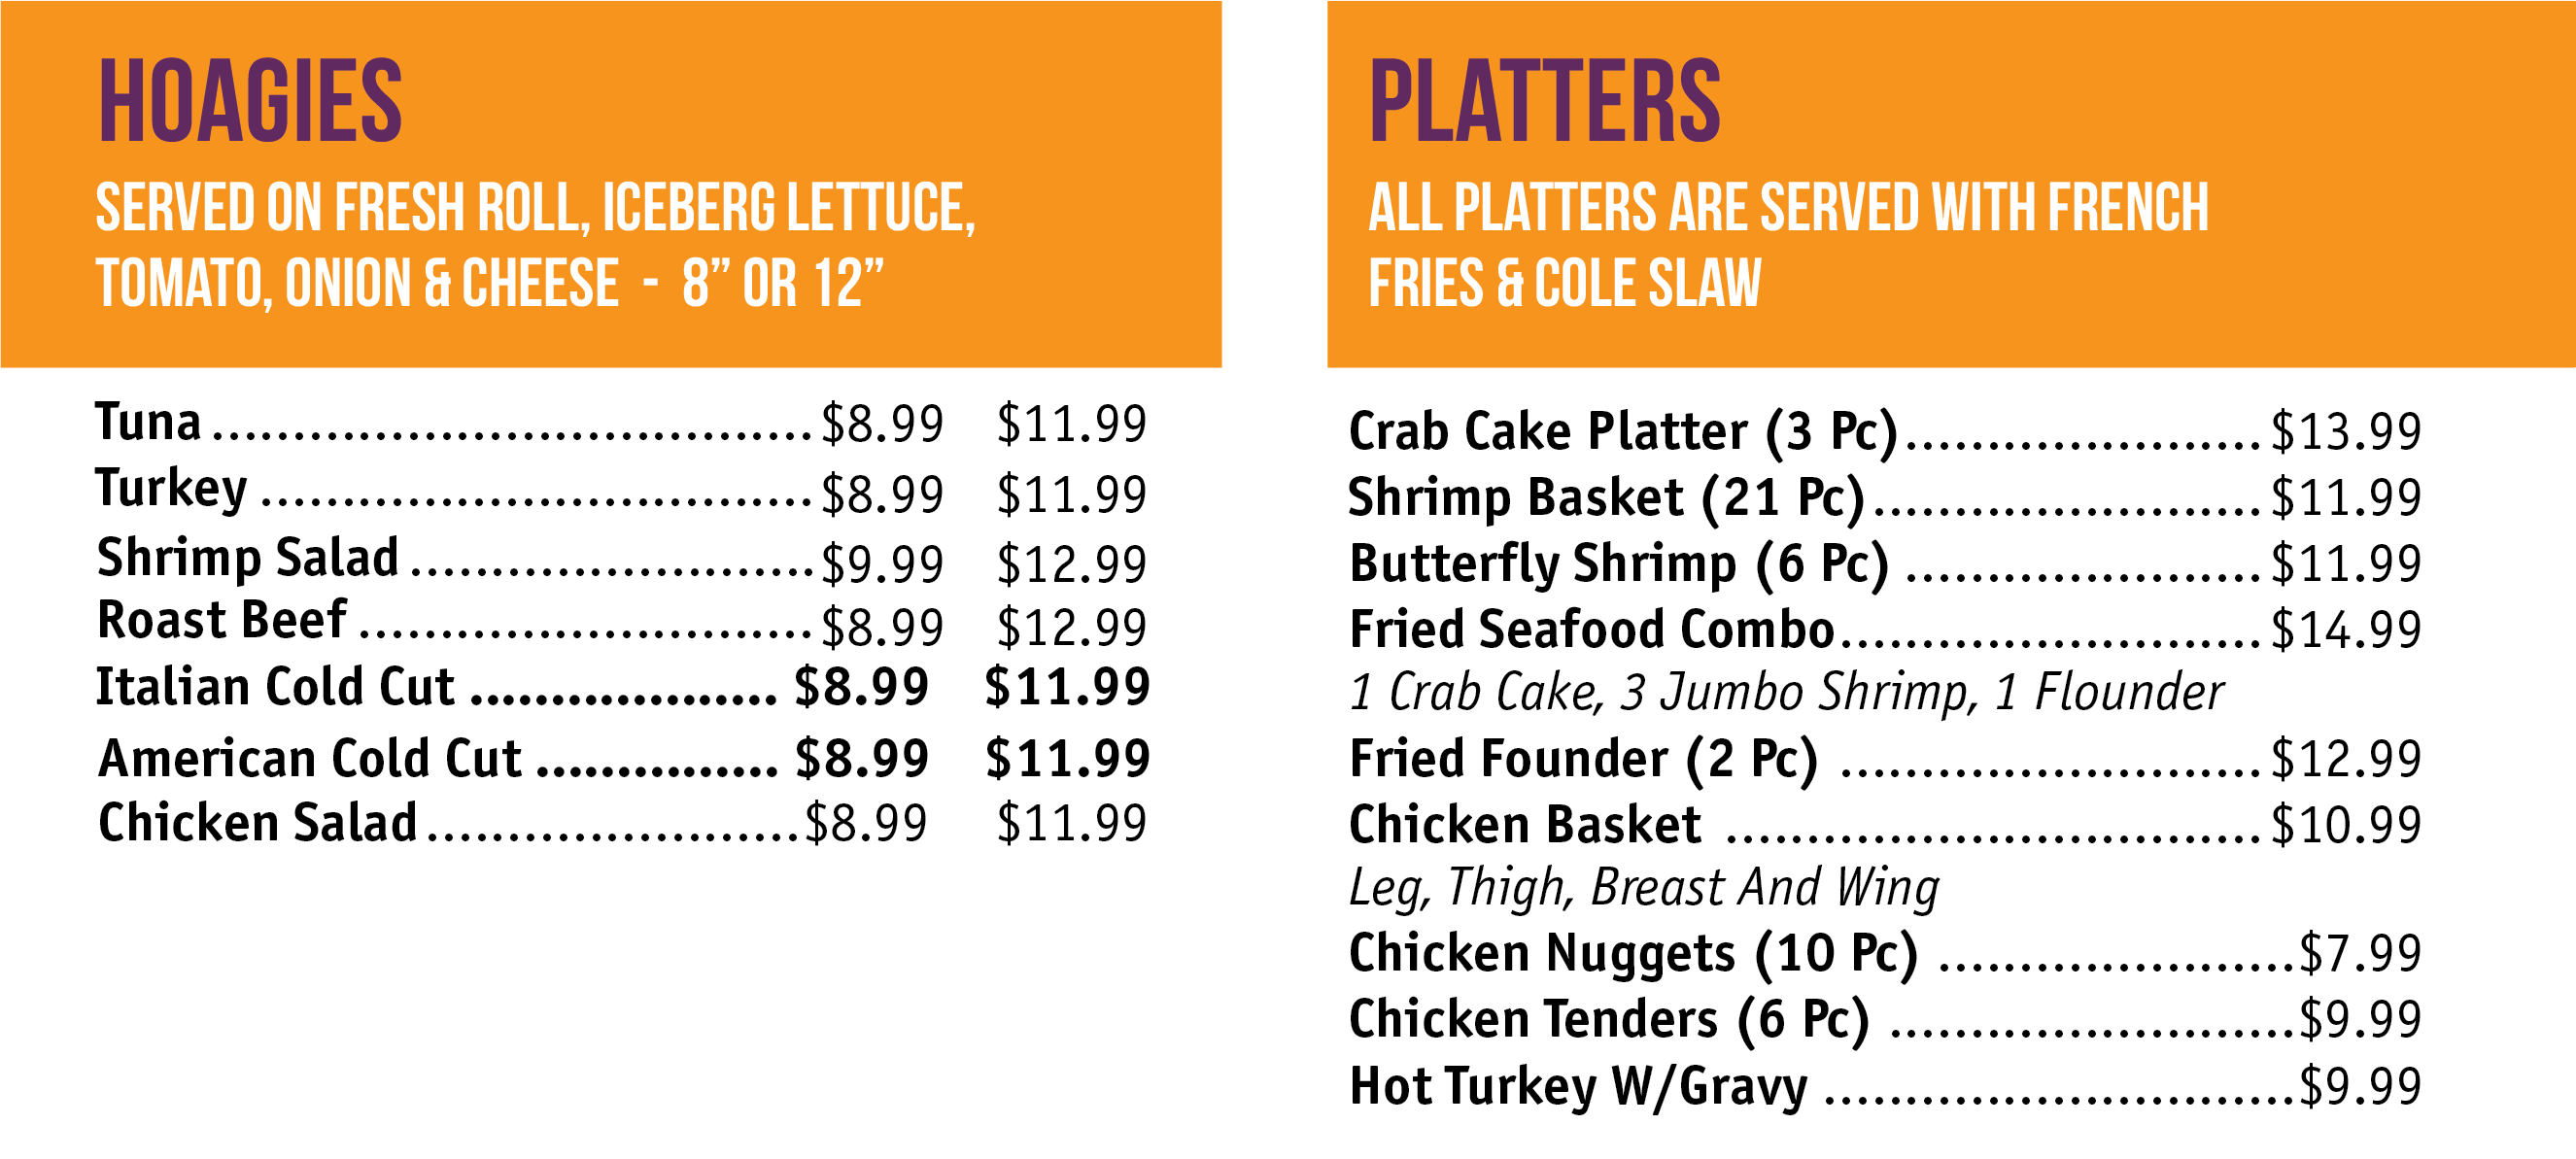 HOAGIES
SERVED ON FRESH ROLL, ICEBERG LETTUCE,
TOMATO, ONION & CHEESE - 8” OR 12”
Tuna.....................................$8.99 $11.99
Turkey ..................................$8.99 $11.99
Shrimp Salad.........................$9.99 $12.99
Roast Beef............................$8.99 $12.99
Italian Cold Cut ................... $8.99 $11.99
American Cold Cut ............... $8.99 $11.99
Chicken Salad.......................$8.99 $11.99
PLATTERS
ALL PLATTERS ARE SERVED WITH FRENCH
FRIES & COLE SLAW
Crab Cake Platter (3 Pc)......................$13.99
Shrimp Basket (21 Pc)........................$11.99
Butterfly Shrimp (6 Pc) ......................$11.99
Fried Seafood Combo..........................$14.99
1 Crab Cake, 3 Jumbo Shrimp, 1 Flounder
Fried Founder (2 Pc) ..........................$12.99
Chicken Basket .................................$10.99
Leg, Thigh, Breast And Wing
Chicken Nuggets (10 Pc) ......................$7.99
Chicken Tenders (6 Pc) .........................$9.99
Hot Turkey W/Gravy .............................$9.99